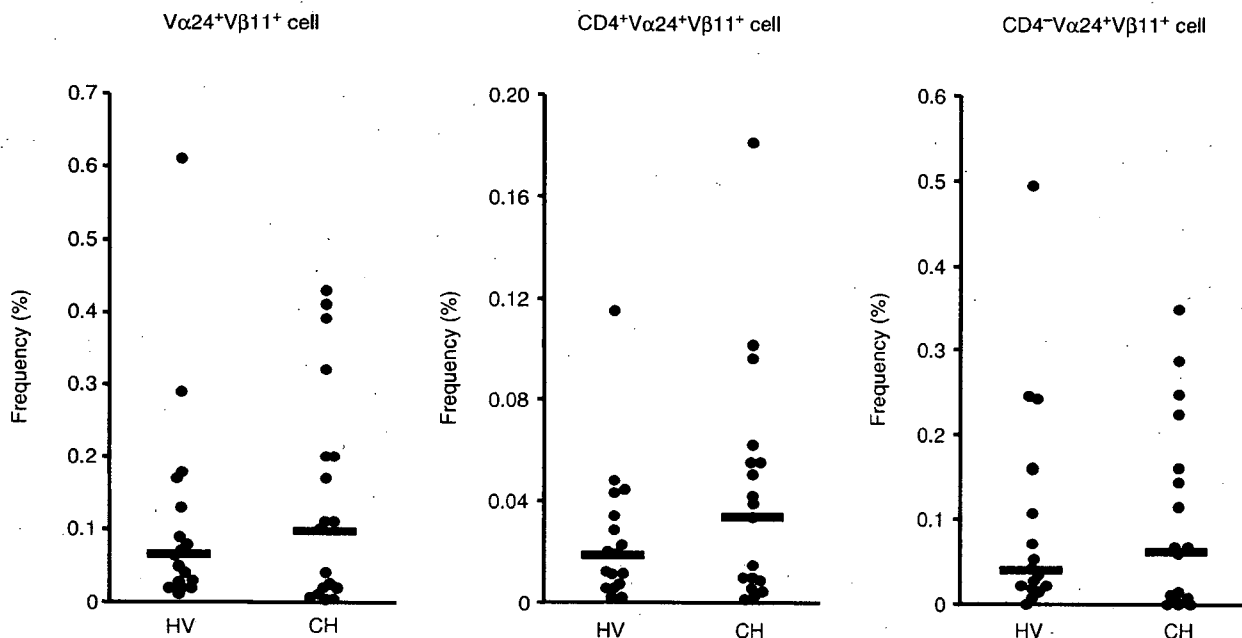 Vα24⁺Vβ11⁺ cell
Frequency (%)
0.7
0.6
0.5
0.4
0.3
0.2
0.1
0
HV
CH
CD4⁺Vα24⁺Vβ11⁺ cell
Frequency (%)
0.20
0.16
0.12
0.08
0.04
0
HV
CH
CD4⁻Vα24⁺Vβ11⁺ cell
Frequency (%)
0.6
0.5
0.4
0.3
0.2
0.1
0
HV
CH